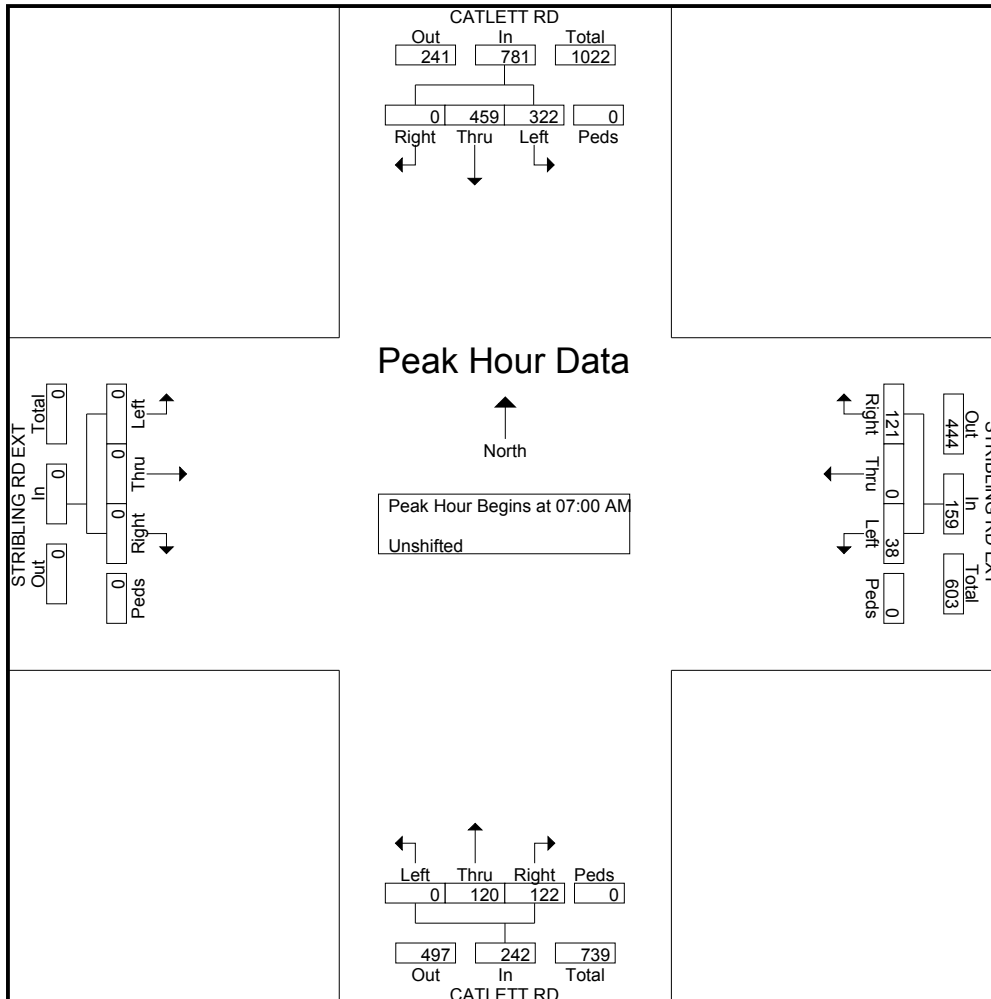 CATLETT RD
Out In Total
241 781 1022
0 459 322 0
Right Thru Left Peds
Peak Hour Data
North
Peak Hour Begins at 07:00 AM
Unshifted
STRIBLING RD EXT
Total In Out
0 0 0
0 0 0 0
Left Thru Right Peds
STRIBLING RD EXT
Out In Total
444 159 603
121 0 38 0
Right Thru Left Peds
Left Thru Right Peds
0 120 122 0
497 242 739
Out In Total
CATLETT RD